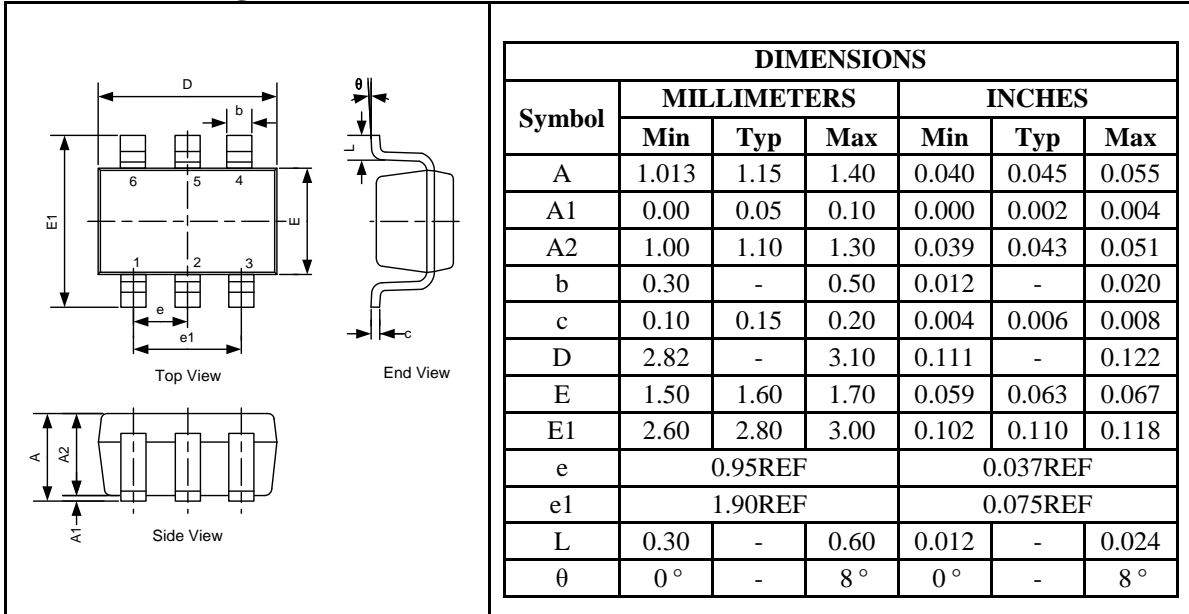 D
b
θ
L
6 5 4
E1
E
1 2 3
e
e1
c
Top View
End View
A
A2
A1
Side View
DIMENSIONS
Symbol MILLIMETERS INCHES
Min Typ Max Min Typ Max
A 1.013 1.15 1.40 0.040 0.045 0.055
A1 0.00 0.05 0.10 0.000 0.002 0.004
A2 1.00 1.10 1.30 0.039 0.043 0.051
b 0.30 - 0.50 0.012 - 0.020
c 0.10 0.15 0.20 0.004 0.006 0.008
D 2.82 - 3.10 0.111 - 0.122
E 1.50 1.60 1.70 0.059 0.063 0.067
E1 2.60 2.80 3.00 0.102 0.110 0.118
e 0.95REF 0.037REF
e1 1.90REF 0.075REF
L 0.30 - 0.60 0.012 - 0.024
θ 0° - 8° 0° - 8°